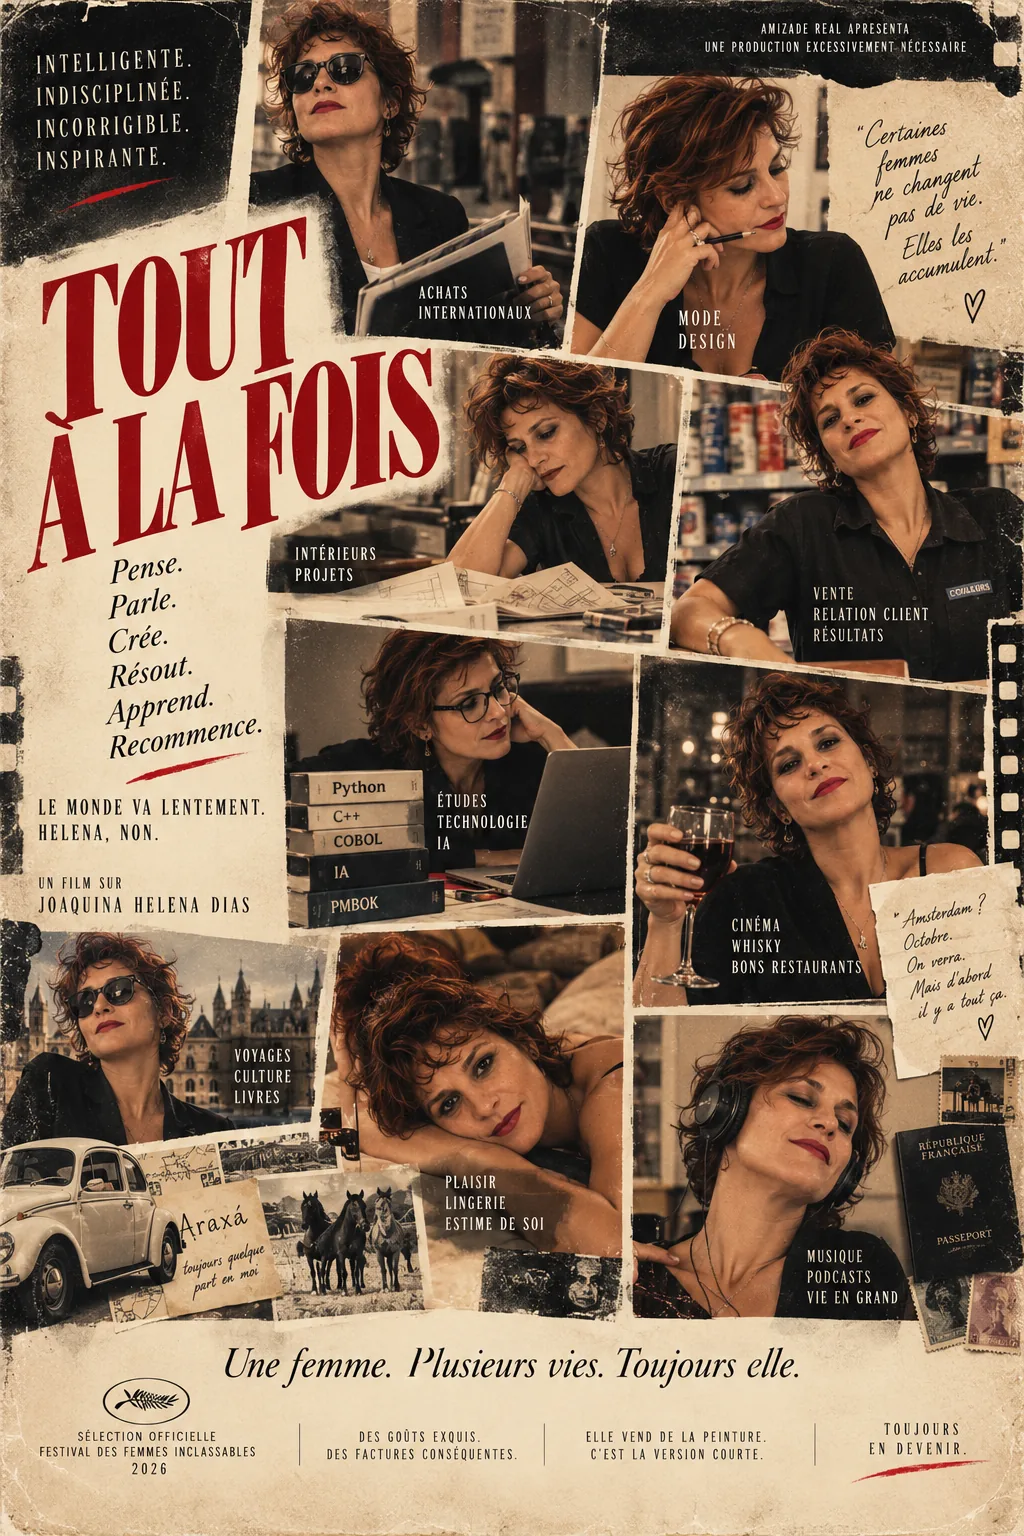 INTELLIGENTE.
INDISCIPLINÉE.
INCORRIGIBLE.
INSPIRANTE.
AMIZADE REAL APRESENTA
UNE PRODUCTION EXCESSIVEMENT NÉCESSAIRE
"Certaines
femmes
ne changent
pas de vie.
Elles les
accumulent."
ACHATS
INTERNATIONAUX
MODE
DESIGN
TOUT
À LA FOIS
Pense.
Parle.
Crée.
Résout.
Apprend.
Recommence.
INTÉRIEURS
PROJETS
VENTE
RELATION CLIENT
RÉSULTATS
COULEURS
LE MONDE VA LENTEMENT.
HELENA, NON.
UN FILM SUR
JOAQUINA HELENA DIAS
Python
C++
COBOL
IA
PMBOK
ÉTUDES
TECHNOLOGIE
IA
CINÉMA
WHISKY
BONS RESTAURANTS
"Amsterdam ?
Octobre.
On verra.
Mais d'abord
il y a tout ça.
VOYAGES
CULTURE
LIVRES
Araxá
toujours quelque
part en moi
PLAISIR
LINGERIE
ESTIME DE SOI
MUSIQUE
PODCASTS
VIE EN GRAND
RÉPUBLIQUE
FRANÇAISE
PASSEPORT
Une femme. Plusieurs vies. Toujours elle.
SÉLECTION OFFICIELLE
FESTIVAL DES FEMMES INCLASSABLES
2026
DES GOÛTS EXQUIS.
DES FACTURES CONSÉQUENTES.
ELLE VEND DE LA PEINTURE.
C'EST LA VERSION COURTE.
TOUJOURS
EN DEVENIR.